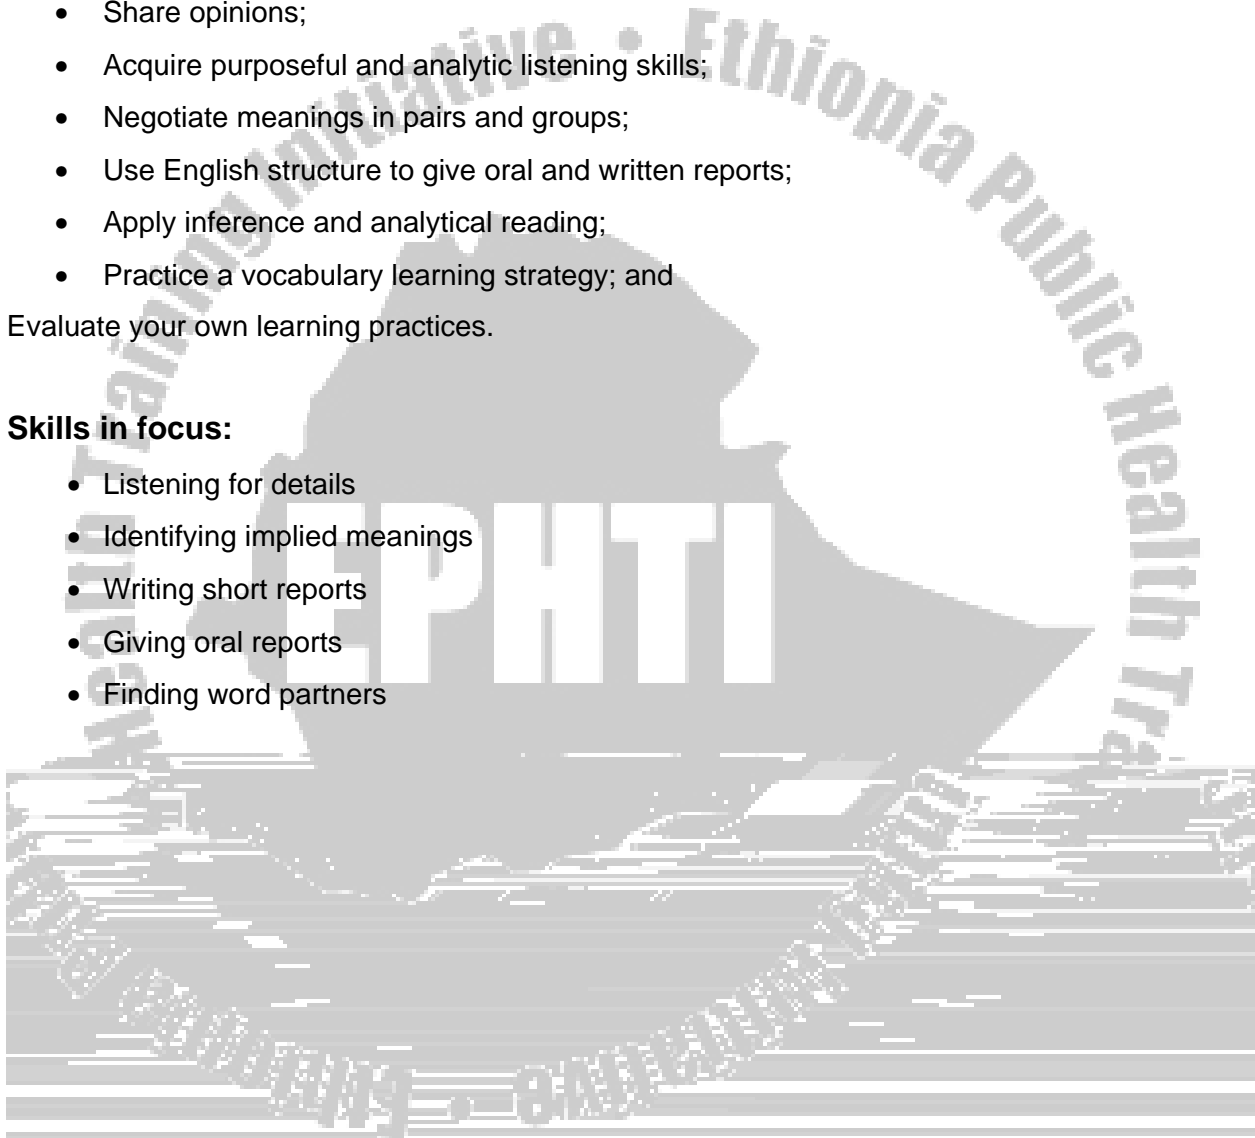 • Share opinions;
• Acquire purposeful and analytic listening skills;
• Negotiate meanings in pairs and groups;
• Use English structure to give oral and written reports;
• Apply inference and analytical reading;
• Practice a vocabulary learning strategy; and
Evaluate your own learning practices.
Skills in focus:
• Listening for details
• Identifying implied meanings
• Writing short reports
• Giving oral reports
• Finding word partners
EPHTI
Health Training Initiative • Ethiopia Public Health Tra